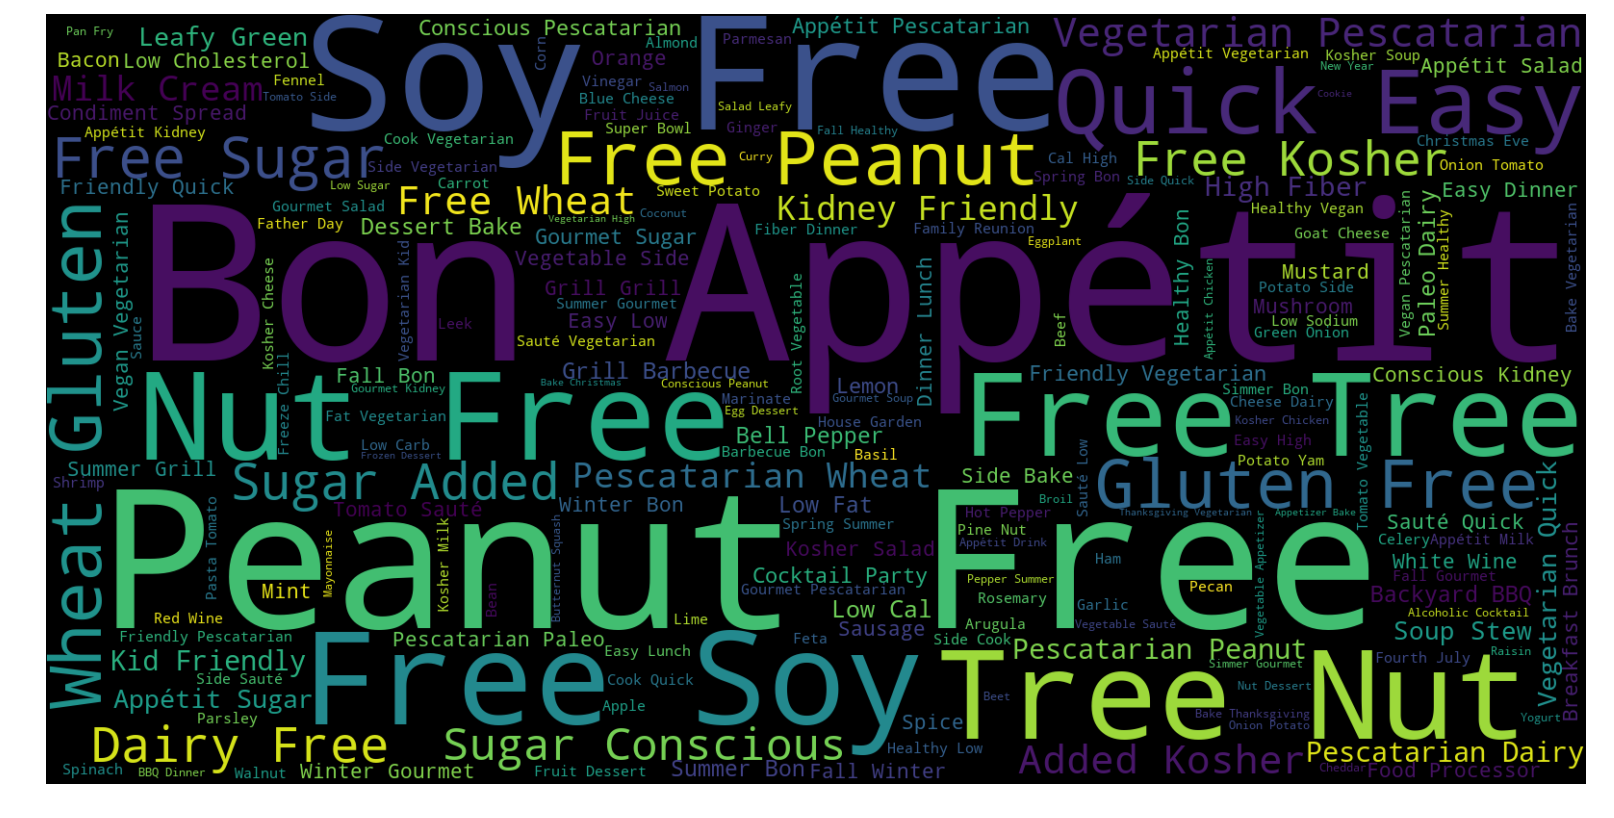 Pan Fry
Leafy Green
Bacon
Low Cholesterol
Milk Cream
Fennel
Tomato Side
Condiment Spread
Appétit Kidney
Soy Free
Conscious Pescatarian
Almond
Corn
Orange
Parmesan
Appétit Pescatarian
Vinegar
Salmon
Blue Cheese
Fruit Juice
Salad Leafy
Super Bowl
Ginger
Fall Healthy
Vegetarian Pescatarian
Appétit Vegetarian
Kosher Soup
New Year
Appétit Salad
Quick Easy
Cookie
Christmas Eve
Onion Tomato
Free Sugar
Cook Vegetarian
Side Vegetarian
Free Peanut
Curry
Cal High
Spring Bon
Free Kosher
Side Quick
Friendly Quick
Low Sugar
Carrot
Sweet Potato
High Fiber
Easy Dinner
Gourmet Salad
Free Wheat
Vegetarian High
Coconut
Kidney Friendly
Healthy Vegan
Father Day
Dessert Bake
Gourmet Sugar
Fiber Dinner
Family Reunion
Eggplant
Goat Cheese
Wheat Gluten
Vegan Vegetarian
Sauce
Bon Appétit
Kosher Cheese
Vegetarian Kid
Leek
Vegetable Side
Grill Grill
Summer Gourmet
Easy Low
Sauté Vegetarian
Root Vegetable
Dinner Lunch
Beef
Healthy Bon
Appétit Chicken
Mustard
Potato Side
Mushroom
Low Sodium
Green Onion
Vegan Pescatarian
Paleo Dairy
Summer Healthy
Bake Vegetarian
Nut Free
Freeze Chill
Fall Bon
Gourmet Kidney
Fat Vegetarian
Low Carb
Frozen Dessert
Bake Christmas
Grill Barbecue
Conscious Peanut
Marinate
Egg Dessert
Lemon
Gourmet Soup
House Garden
Bell Pepper
Barbecue Bon
Basil
Free Tree
Friendly Vegetarian
Simmer Bon
Cheese Dairy
Kosher Chicken
Easy High
Potato Yam
Conscious Kidney
Tomato Vegetable
Summer Grill
Shrimp
Sugar Added
Pescatarian Wheat
Side Bake
Sauté Low
Gluten Free
Tomato Sauté
Winter Bon
Low Fat
Spring Summer
Hot Pepper
Pine Nut
Broil
Thanksgiving Vegetarian
Appetizer Bake
Sauté Quick
Vegetarian Quick
Breakfast Brunch
Peanut Free
Pasta Tomato
Mint
Mayonnaise
Kosher Milk
Bean
Butternut Squash
Kosher Salad
Cocktail Party
Gourmet Pescatarian
Appétit Drink
Pepper Summer
Rosemary
Ham
Garlic
Pecan
Vegetable Appetizer
Celery
Appétit Milk
White Wine
Fall Gourmet
Backyard BBQ
Alcoholic Cocktail
Red Wine
Lime
Low Cal
Sausage
Arugula
Vegetable Sauté
Soup Stew
Friendly Pescatarian
Kid Friendly
Side Sauté
Appétit Sugar
Parsley
Free Soy
Pescatarian Paleo
Easy Lunch
Cook Quick
Apple
Feta
Side Cook
Pescatarian Peanut
Simmer Gourmet
Fourth July
Raisin
Tree Nut
Beet
Nut Dessert
Bake Thanksgiving
Onion Potato
Yogurt
Spice
Healthy Low
Dairy Free
Sugar Conscious
Added Kosher
Pescatarian Dairy
Spinach
BBQ Dinner
Walnut
Winter Gourmet
Fruit Dessert
Summer Bon
Fall Winter
Cheddar
Food Processor